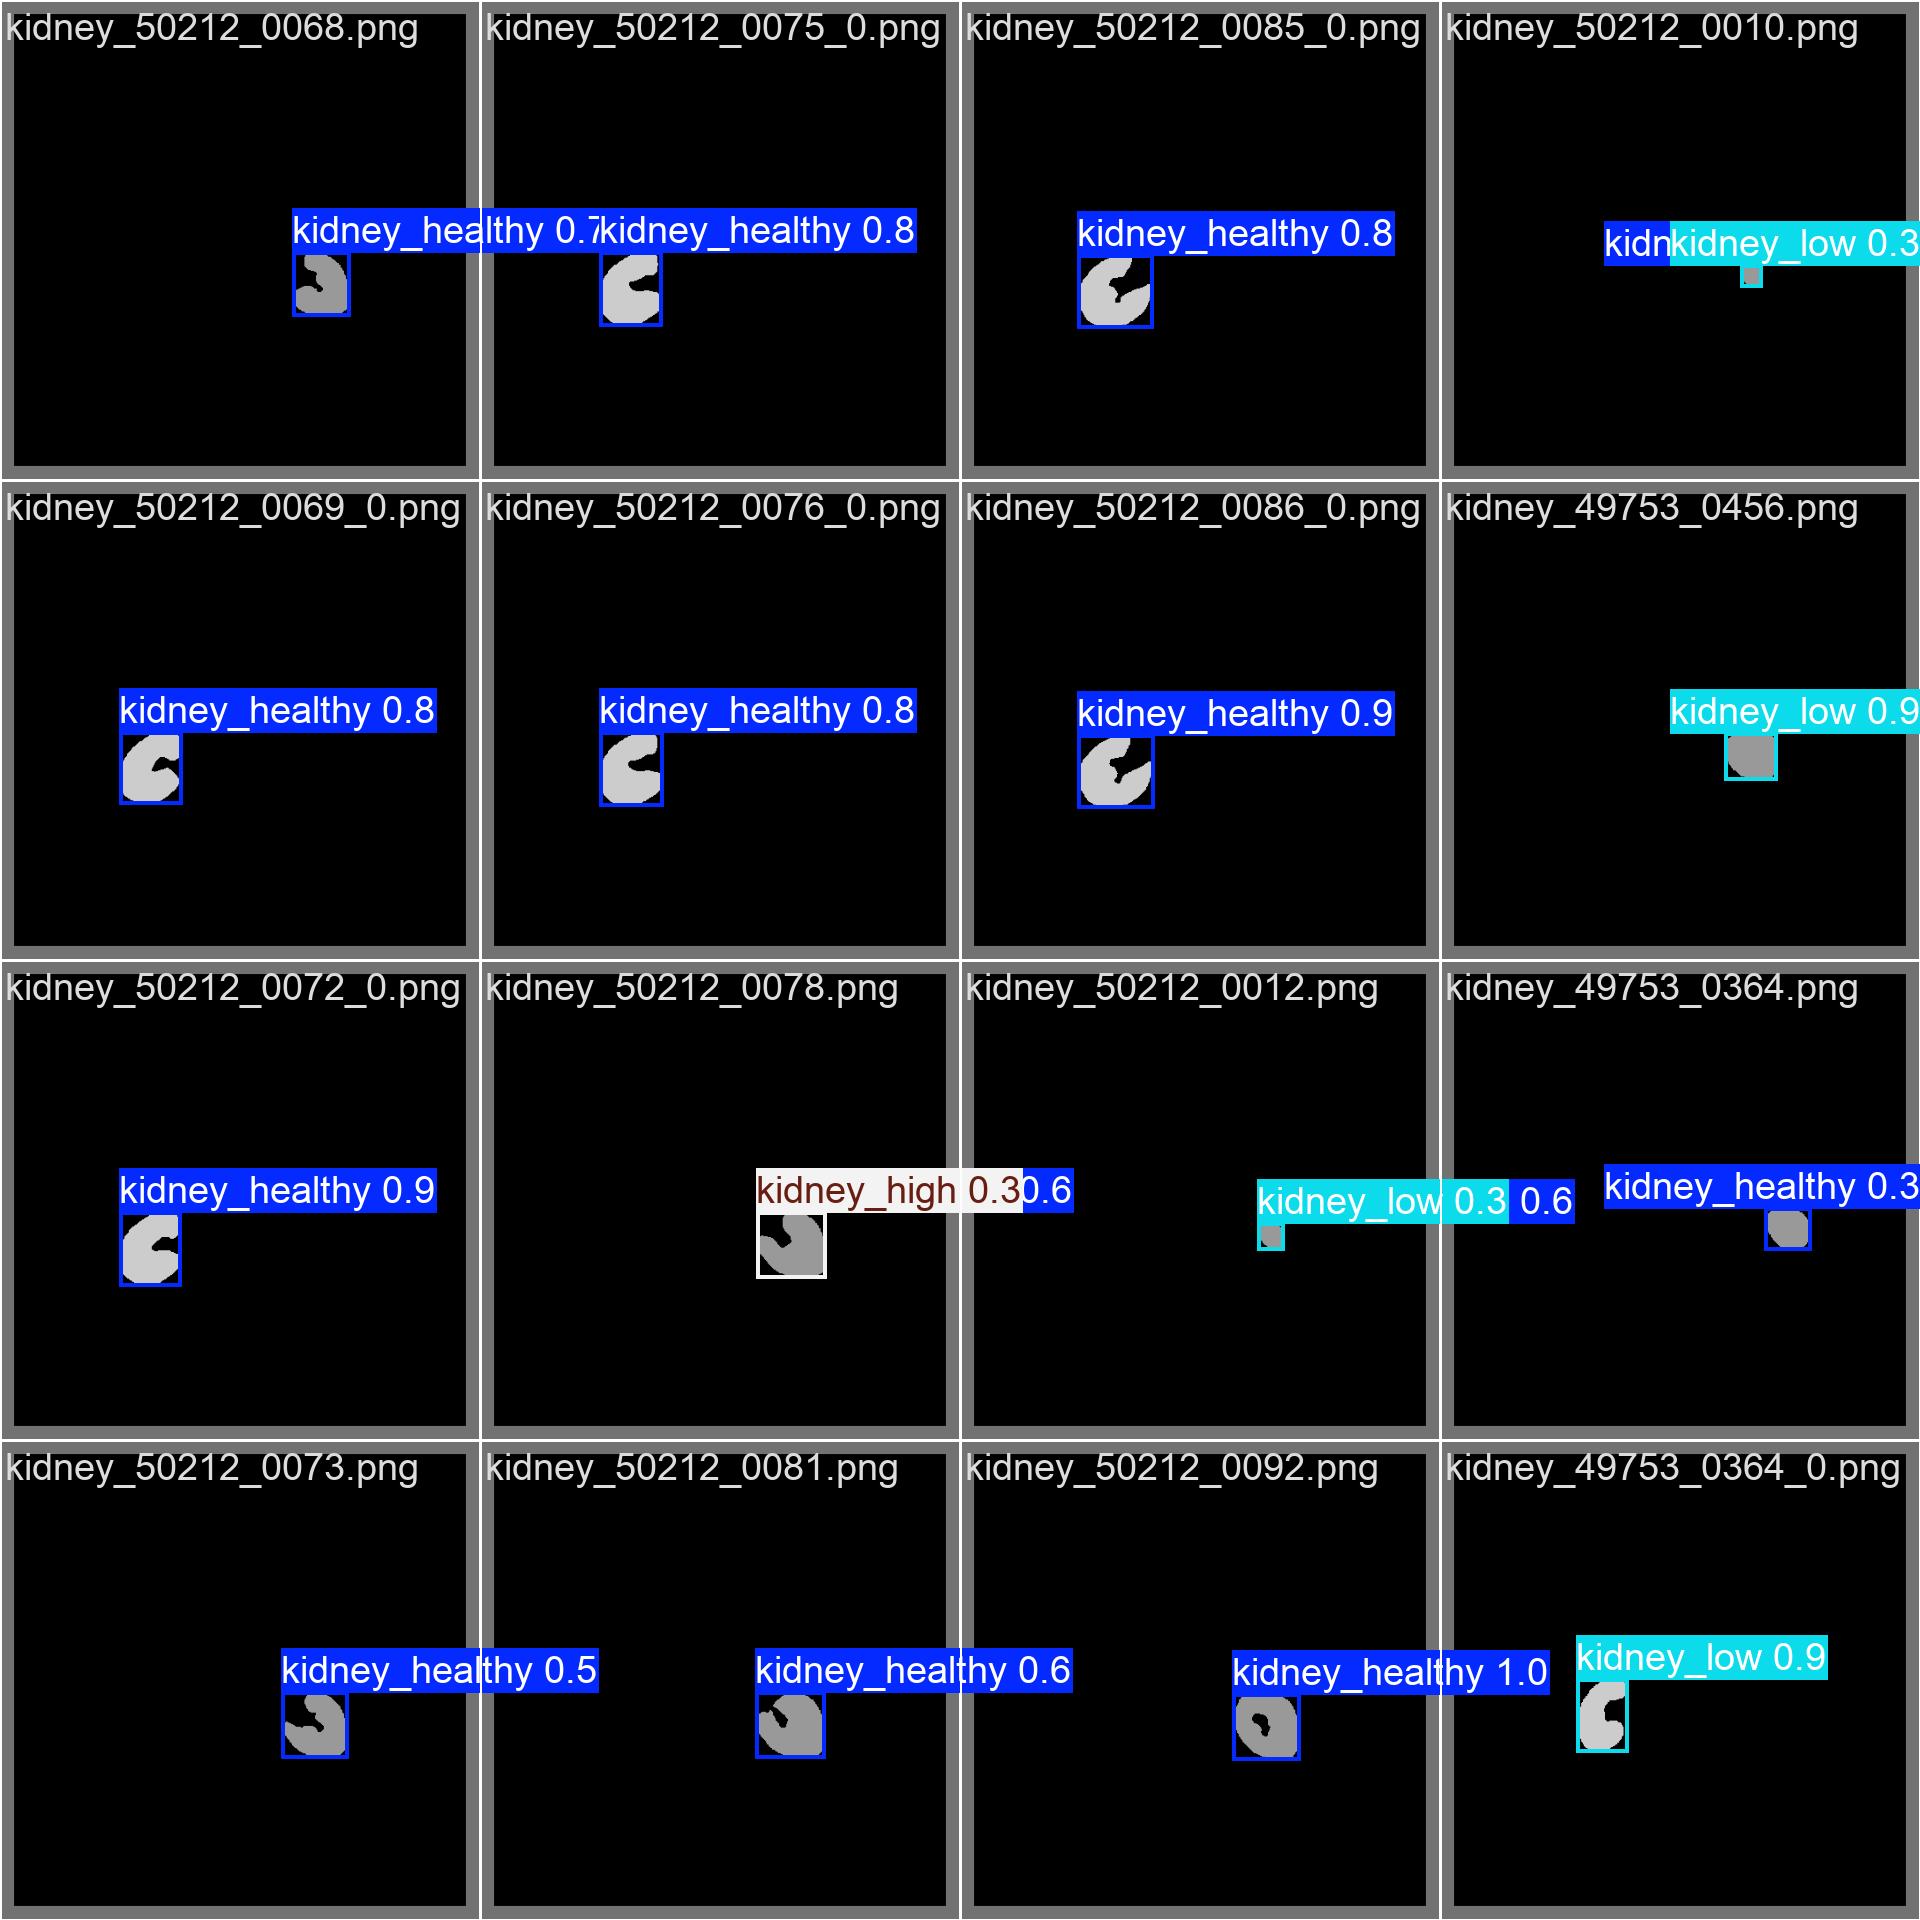 kidney_50212_0068.png
kidney_50212_0075_0.png
kidney_50212_0085_0.png
kidney_50212_0010.png
kidney_healthy 0.7
kidney_healthy 0.8
kidney_healthy 0.8
kidn
kidney_low 0.3
kidney_50212_0069_0.png
kidney_50212_0076_0.png
kidney_50212_0086_0.png
kidney_49753_0456.png
kidney_healthy 0.8
kidney_healthy 0.8
kidney_healthy 0.9
kidney_low 0.9
kidney_50212_0072_0.png
kidney_50212_0078.png
kidney_50212_0012.png
kidney_49753_0364.png
kidney_healthy 0.9
kidney_high 0.3
0.6
kidney_low 0.3
0.6
kidney_healthy 0.3
kidney_50212_0073.png
kidney_50212_0081.png
kidney_50212_0092.png
kidney_49753_0364_0.png
kidney_healthy 0.5
kidney_healthy 0.6
kidney_healthy 1.0
kidney_low 0.9